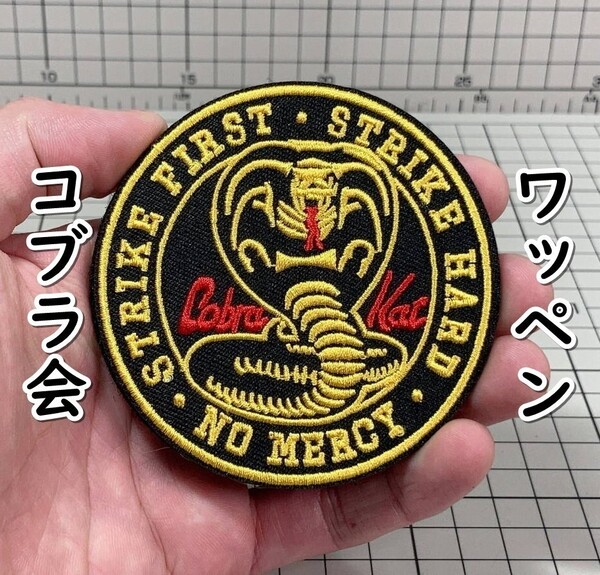 10 15 20 25
STRIKE FIRST · STRIKE HARD · NO MERCY ·
Cobra Kac
コブラ会
ワッペン